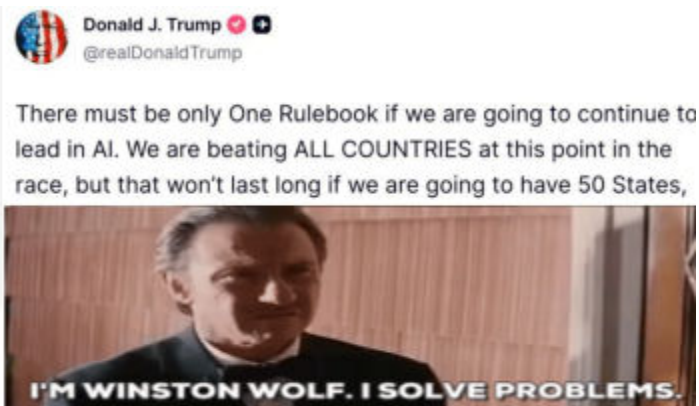 Donald J. Trump
@realDonaldTrump
There must be only One Rulebook if we are going to continue to
lead in AI. We are beating ALL COUNTRIES at this point in the
race, but that won't last long if we are going to have 50 States,
I'M WINSTON WOLF. I SOLVE PROBLEMS.